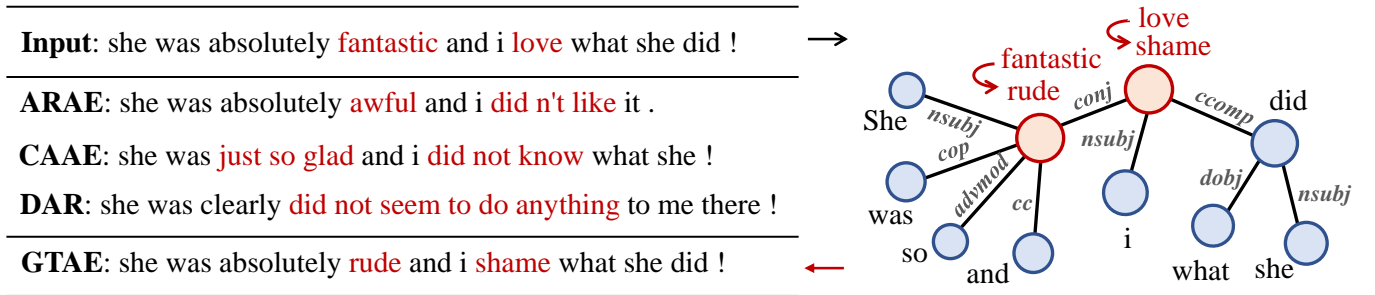 Input: she was absolutely fantastic and i love what she did !
ARAE: she was absolutely awful and i did n't like it .
CAAE: she was just so glad and i did not know what she !
DAR: she was clearly did not seem to do anything to me there !
GTAE: she was absolutely rude and i shame what she did !
love
shame
fantastic
rude
conj
ccomp
did
She
nsubj
cop
advmod
cc
nsubj
dobj
nsubj
was
so
and
i
what
she